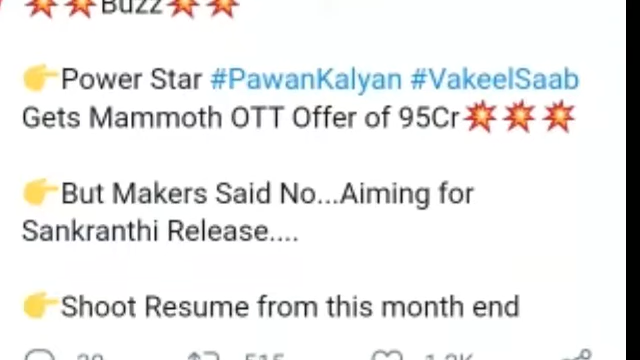 💥💥Buzz💥💥
👉Power Star #PawanKalyan #VakeelSaab
Gets Mammoth OTT Offer of 95Cr💥💥💥
👉But Makers Said No...Aiming for
Sankranthi Release....
👉Shoot Resume from this month end